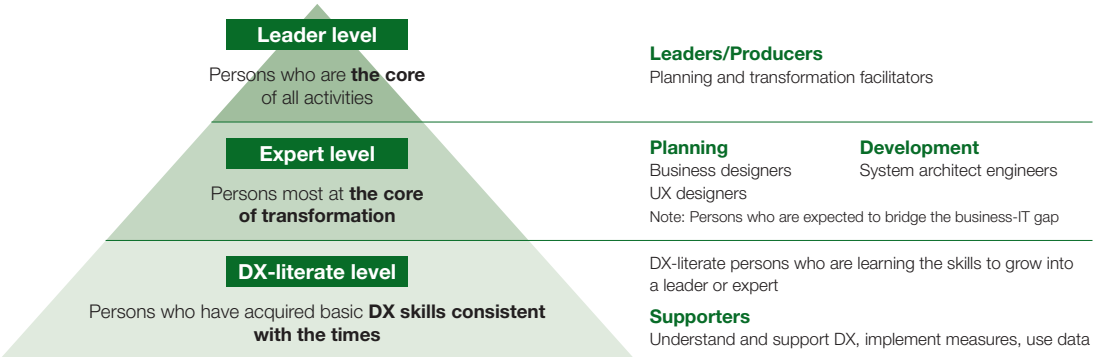 Leader level
Persons who are the core
of all activities
Leaders/Producers
Planning and transformation facilitators
Expert level
Persons most at the core
of transformation
Planning
Business designers
UX designers
Development
System architect engineers
Note: Persons who are expected to bridge the business-IT gap
DX-literate level
Persons who have acquired basic DX skills consistent
with the times
DX-literate persons who are learning the skills to grow into
a leader or expert
Supporters
Understand and support DX, implement measures, use data